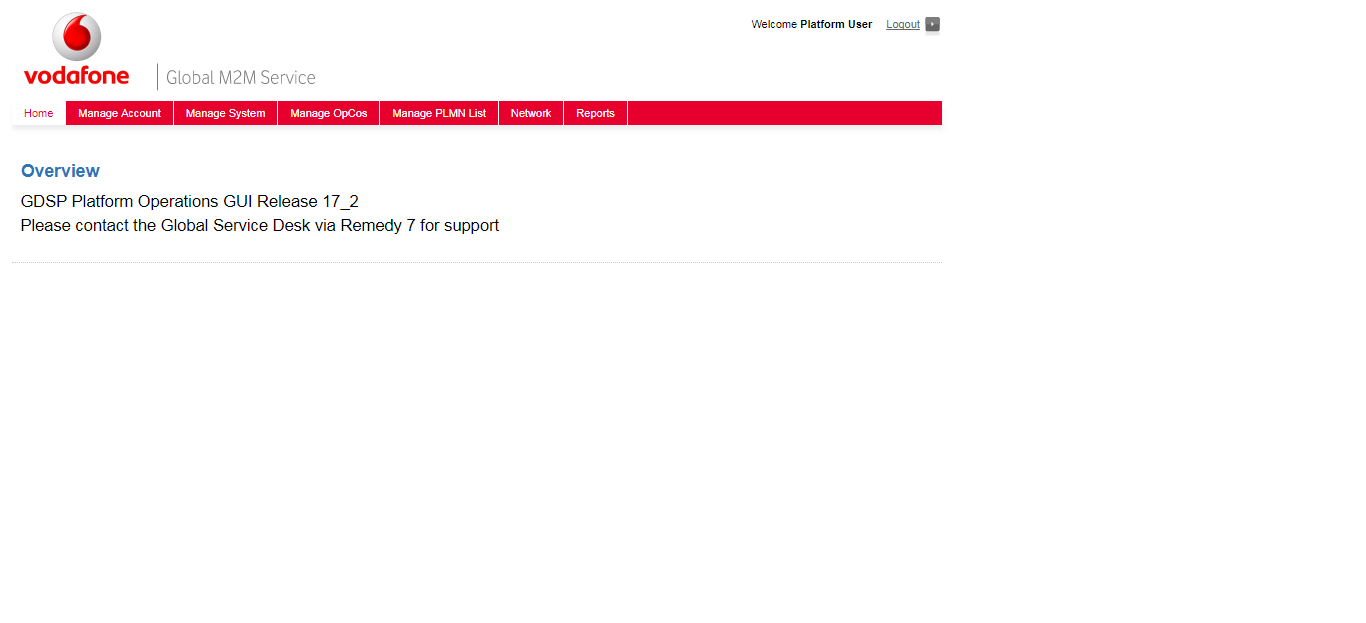 Welcome Platform User Logout
vodafone
Global M2M Service
Home Manage Account Manage System Manage OpCos Manage PLMN List Network Reports
Overview
GDSP Platform Operations GUI Release 17_2
Please contact the Global Service Desk via Remedy 7 for support